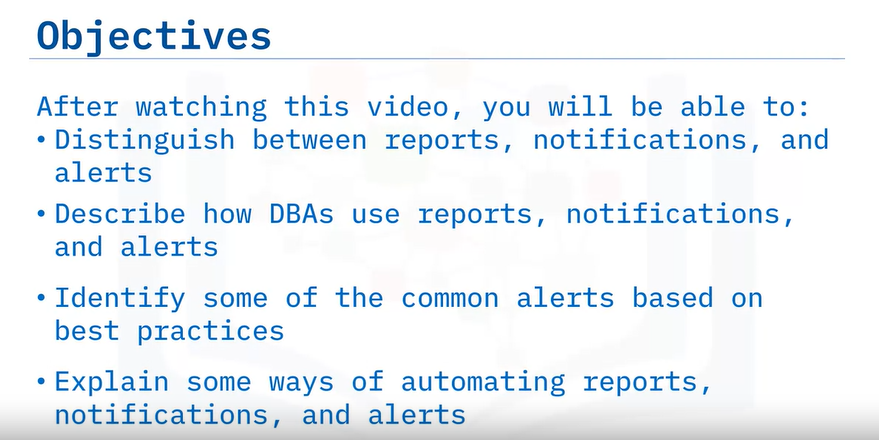 Objectives
After watching this video, you will be able to:
• Distinguish between reports, notifications, and
alerts
• Describe how DBAs use reports, notifications,
and alerts
• Identify some of the common alerts based on
best practices
• Explain some ways of automating reports,
notifications, and alerts